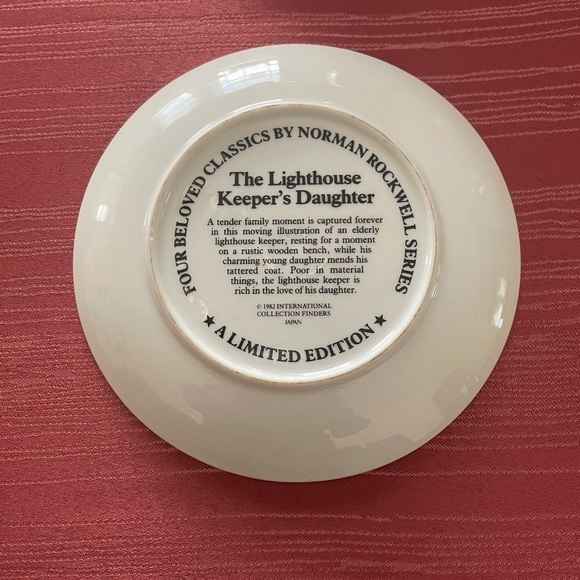 FOUR BELOVED CLASSICS BY NORMAN ROCKWELL SERIES
The Lighthouse
Keeper's Daughter
A tender family moment is captured forever
in this moving illustration of an elderly
lighthouse keeper, resting for a moment
on a rustic wooden bench, while his
charming young daughter mends his
tattered coat. Poor in material
things, the lighthouse keeper is
rich in the love of his daughter.
© 1982 INTERNATIONAL
COLLECTION FINDERS
JAPAN
★ A LIMITED EDITION ★